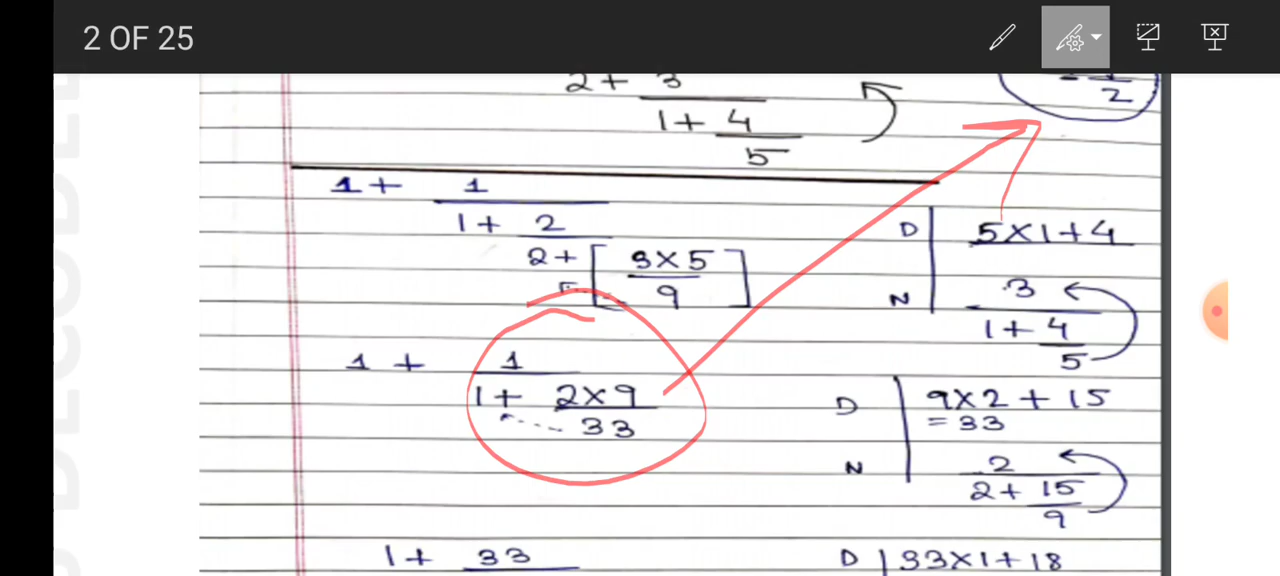 2 OF 25
2 + 3
1 + 4
5
2
1 + 1
1 + 2
2 + [ 3 × 5
9 ]
D | 5 × 1 + 4
N | 3
1 + 4
5
1 + 1
1 + 2 × 9
33
D | 9 × 2 + 15
= 33
N | 2
2 + 15
9
1 + 33
D | 33 × 1 + 18